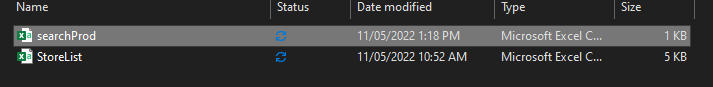 Name Status Date modified Type Size
searchProd 11/05/2022 1:18 PM Microsoft Excel C... 1 KB
StoreList 11/05/2022 10:52 AM Microsoft Excel C... 5 KB